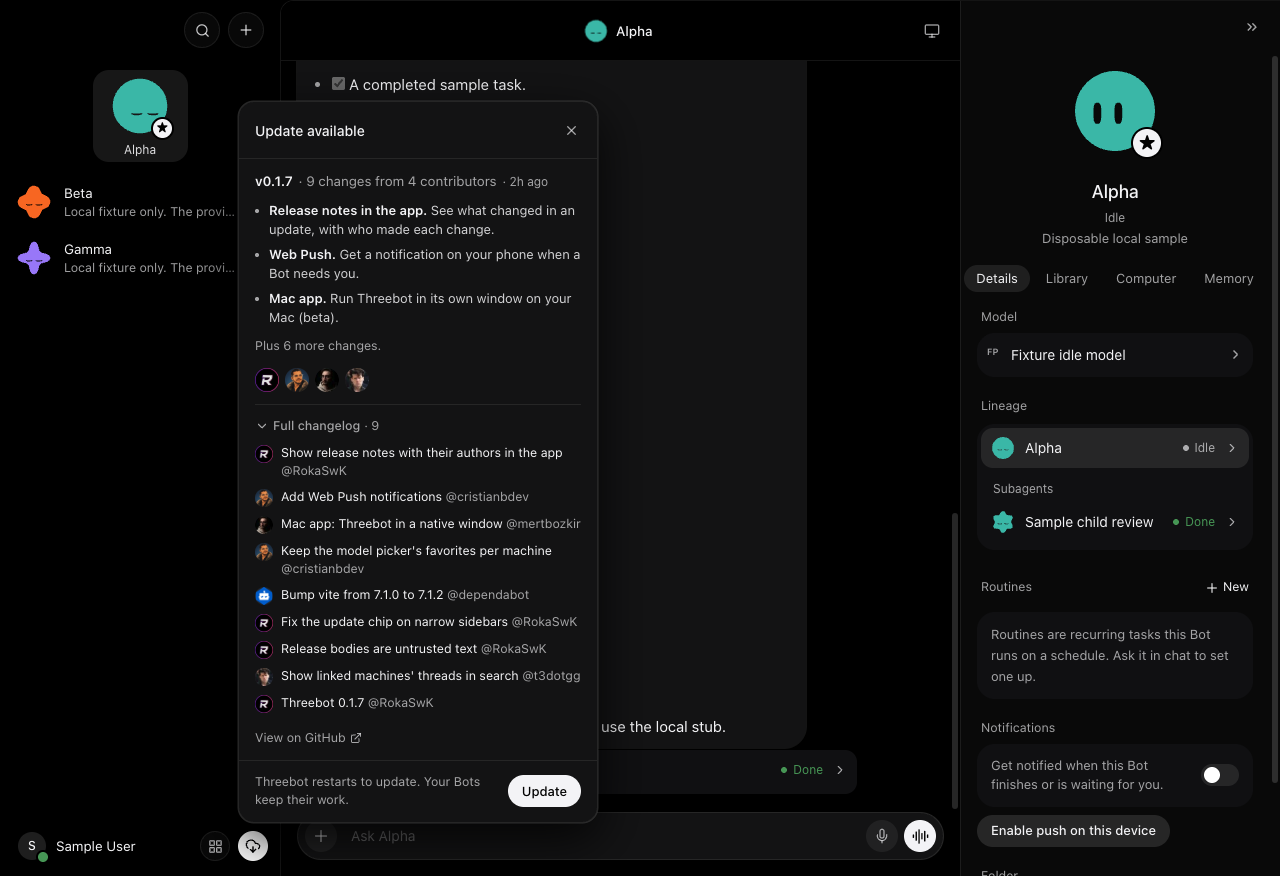 Alpha
Beta
Local fixture only. The provi...
Gamma
Local fixture only. The provi...
S
Sample User
Alpha
A completed sample task.
use the local stub.
Done
Ask Alpha
Update available
v0.1.7 · 9 changes from 4 contributors · 2h ago
Release notes in the app. See what changed in an
update, with who made each change.
Web Push. Get a notification on your phone when a
Bot needs you.
Mac app. Run Threebot in its own window on your
Mac (beta).
Plus 6 more changes.
Full changelog · 9
Show release notes with their authors in the app
@RokaSwK
Add Web Push notifications @cristianbdev
Mac app: Threebot in a native window @mertbozkir
Keep the model picker's favorites per machine
@cristianbdev
Bump vite from 7.1.0 to 7.1.2 @dependabot
Fix the update chip on narrow sidebars @RokaSwK
Release bodies are untrusted text @RokaSwK
Show linked machines' threads in search @t3dotgg
Threebot 0.1.7 @RokaSwK
View on GitHub
Threebot restarts to update. Your Bots
keep their work.
Update
Alpha
Idle
Disposable local sample
Details Library Computer Memory
Model
FP Fixture idle model
Lineage
Alpha Idle
Subagents
Sample child review Done
Routines New
Routines are recurring tasks this Bot
runs on a schedule. Ask it in chat to set
one up.
Notifications
Get notified when this Bot
finishes or is waiting for you.
Enable push on this device
Folder